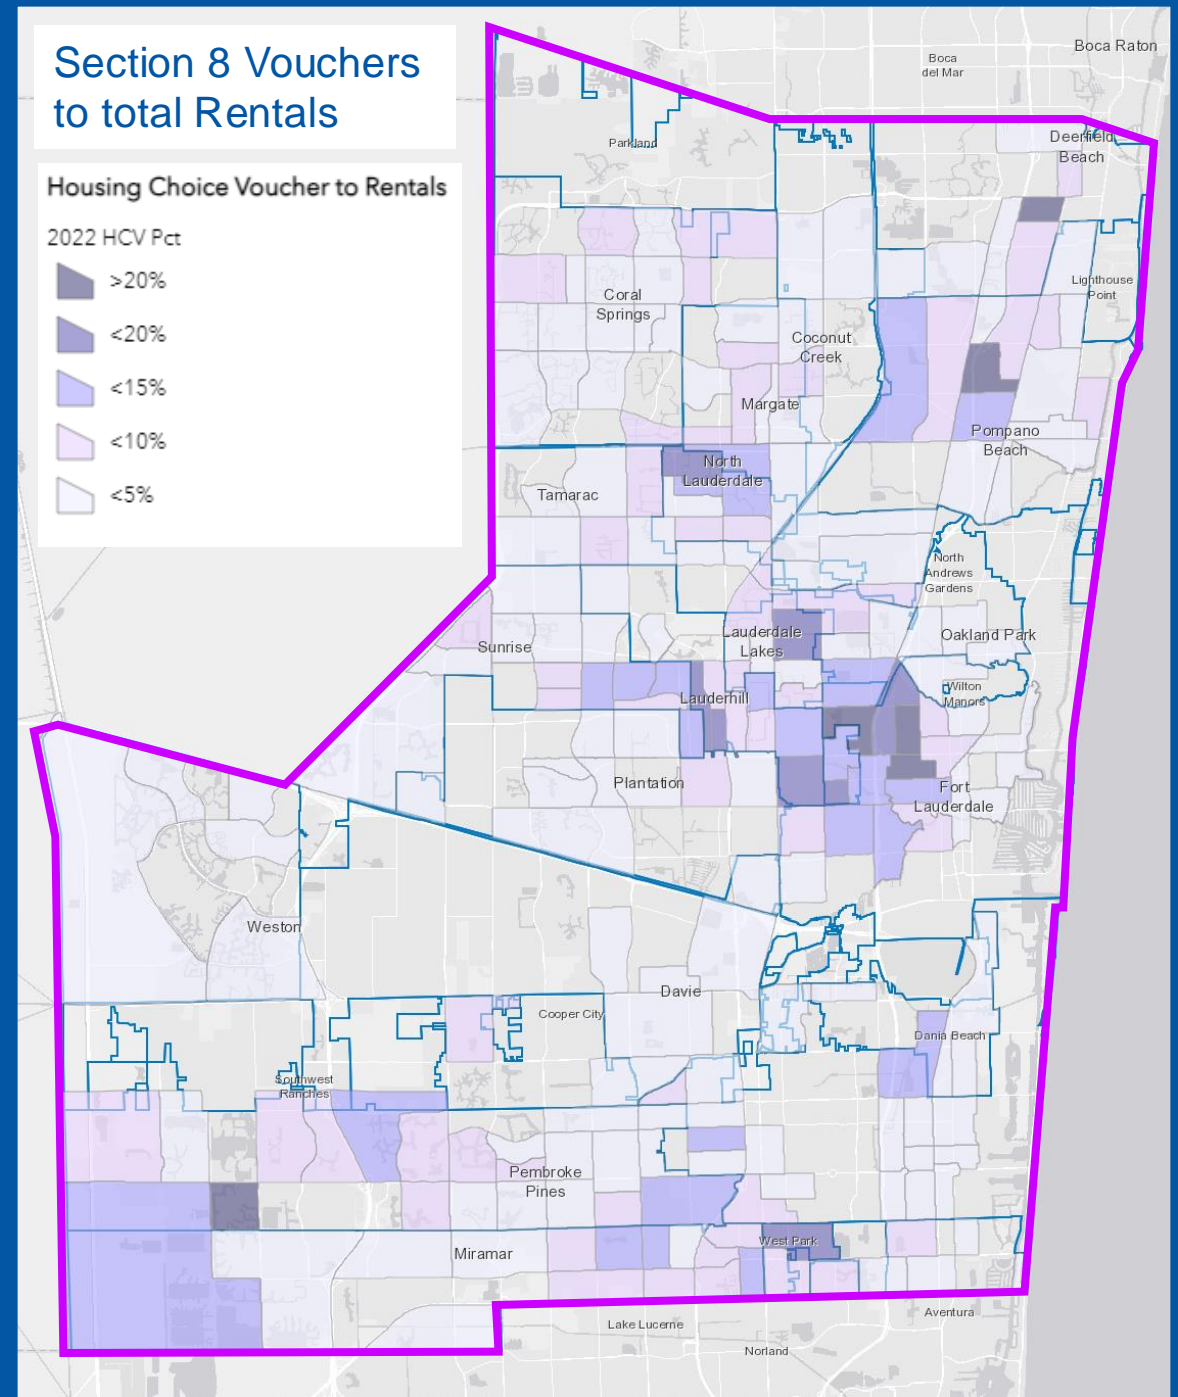 Section 8 Vouchers
to total Rentals
Housing Choice Voucher to Rentals
2022 HCV Pct
>20%
<20%
<15%
<10%
<5%
Boca Raton
Boca
del Mar
Parkland
Deerfield
Beach
Coral
Springs
Lighthouse
Point
Coconut
Creek
Margate
Pompano
Beach
North
Lauderdale
Tamarac
North
Andrews
Gardens
Oakland Park
Lauderdale
Lakes
Sunrise
Wilton
Manors
Lauderhill
Plantation
Fort
Lauderdale
Weston
Davie
Cooper City
Dania Beach
Southwest
Ranches
Pembroke
Pines
West Park
Miramar
Aventura
Lake Lucerne
Norland